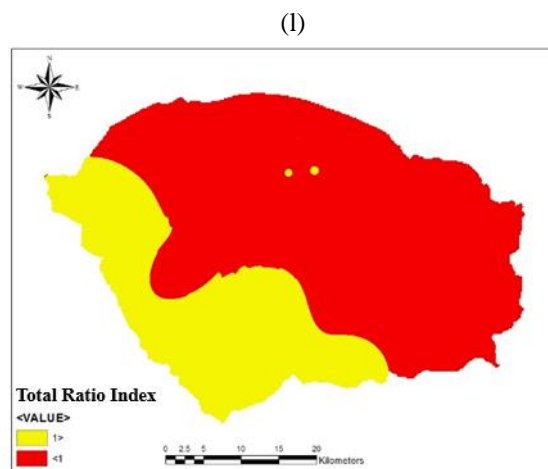 (l)
N
W E
S
Total Ratio Index
<VALUE>
1>
<1
0 2.5 5 10 15 20
Kilometers